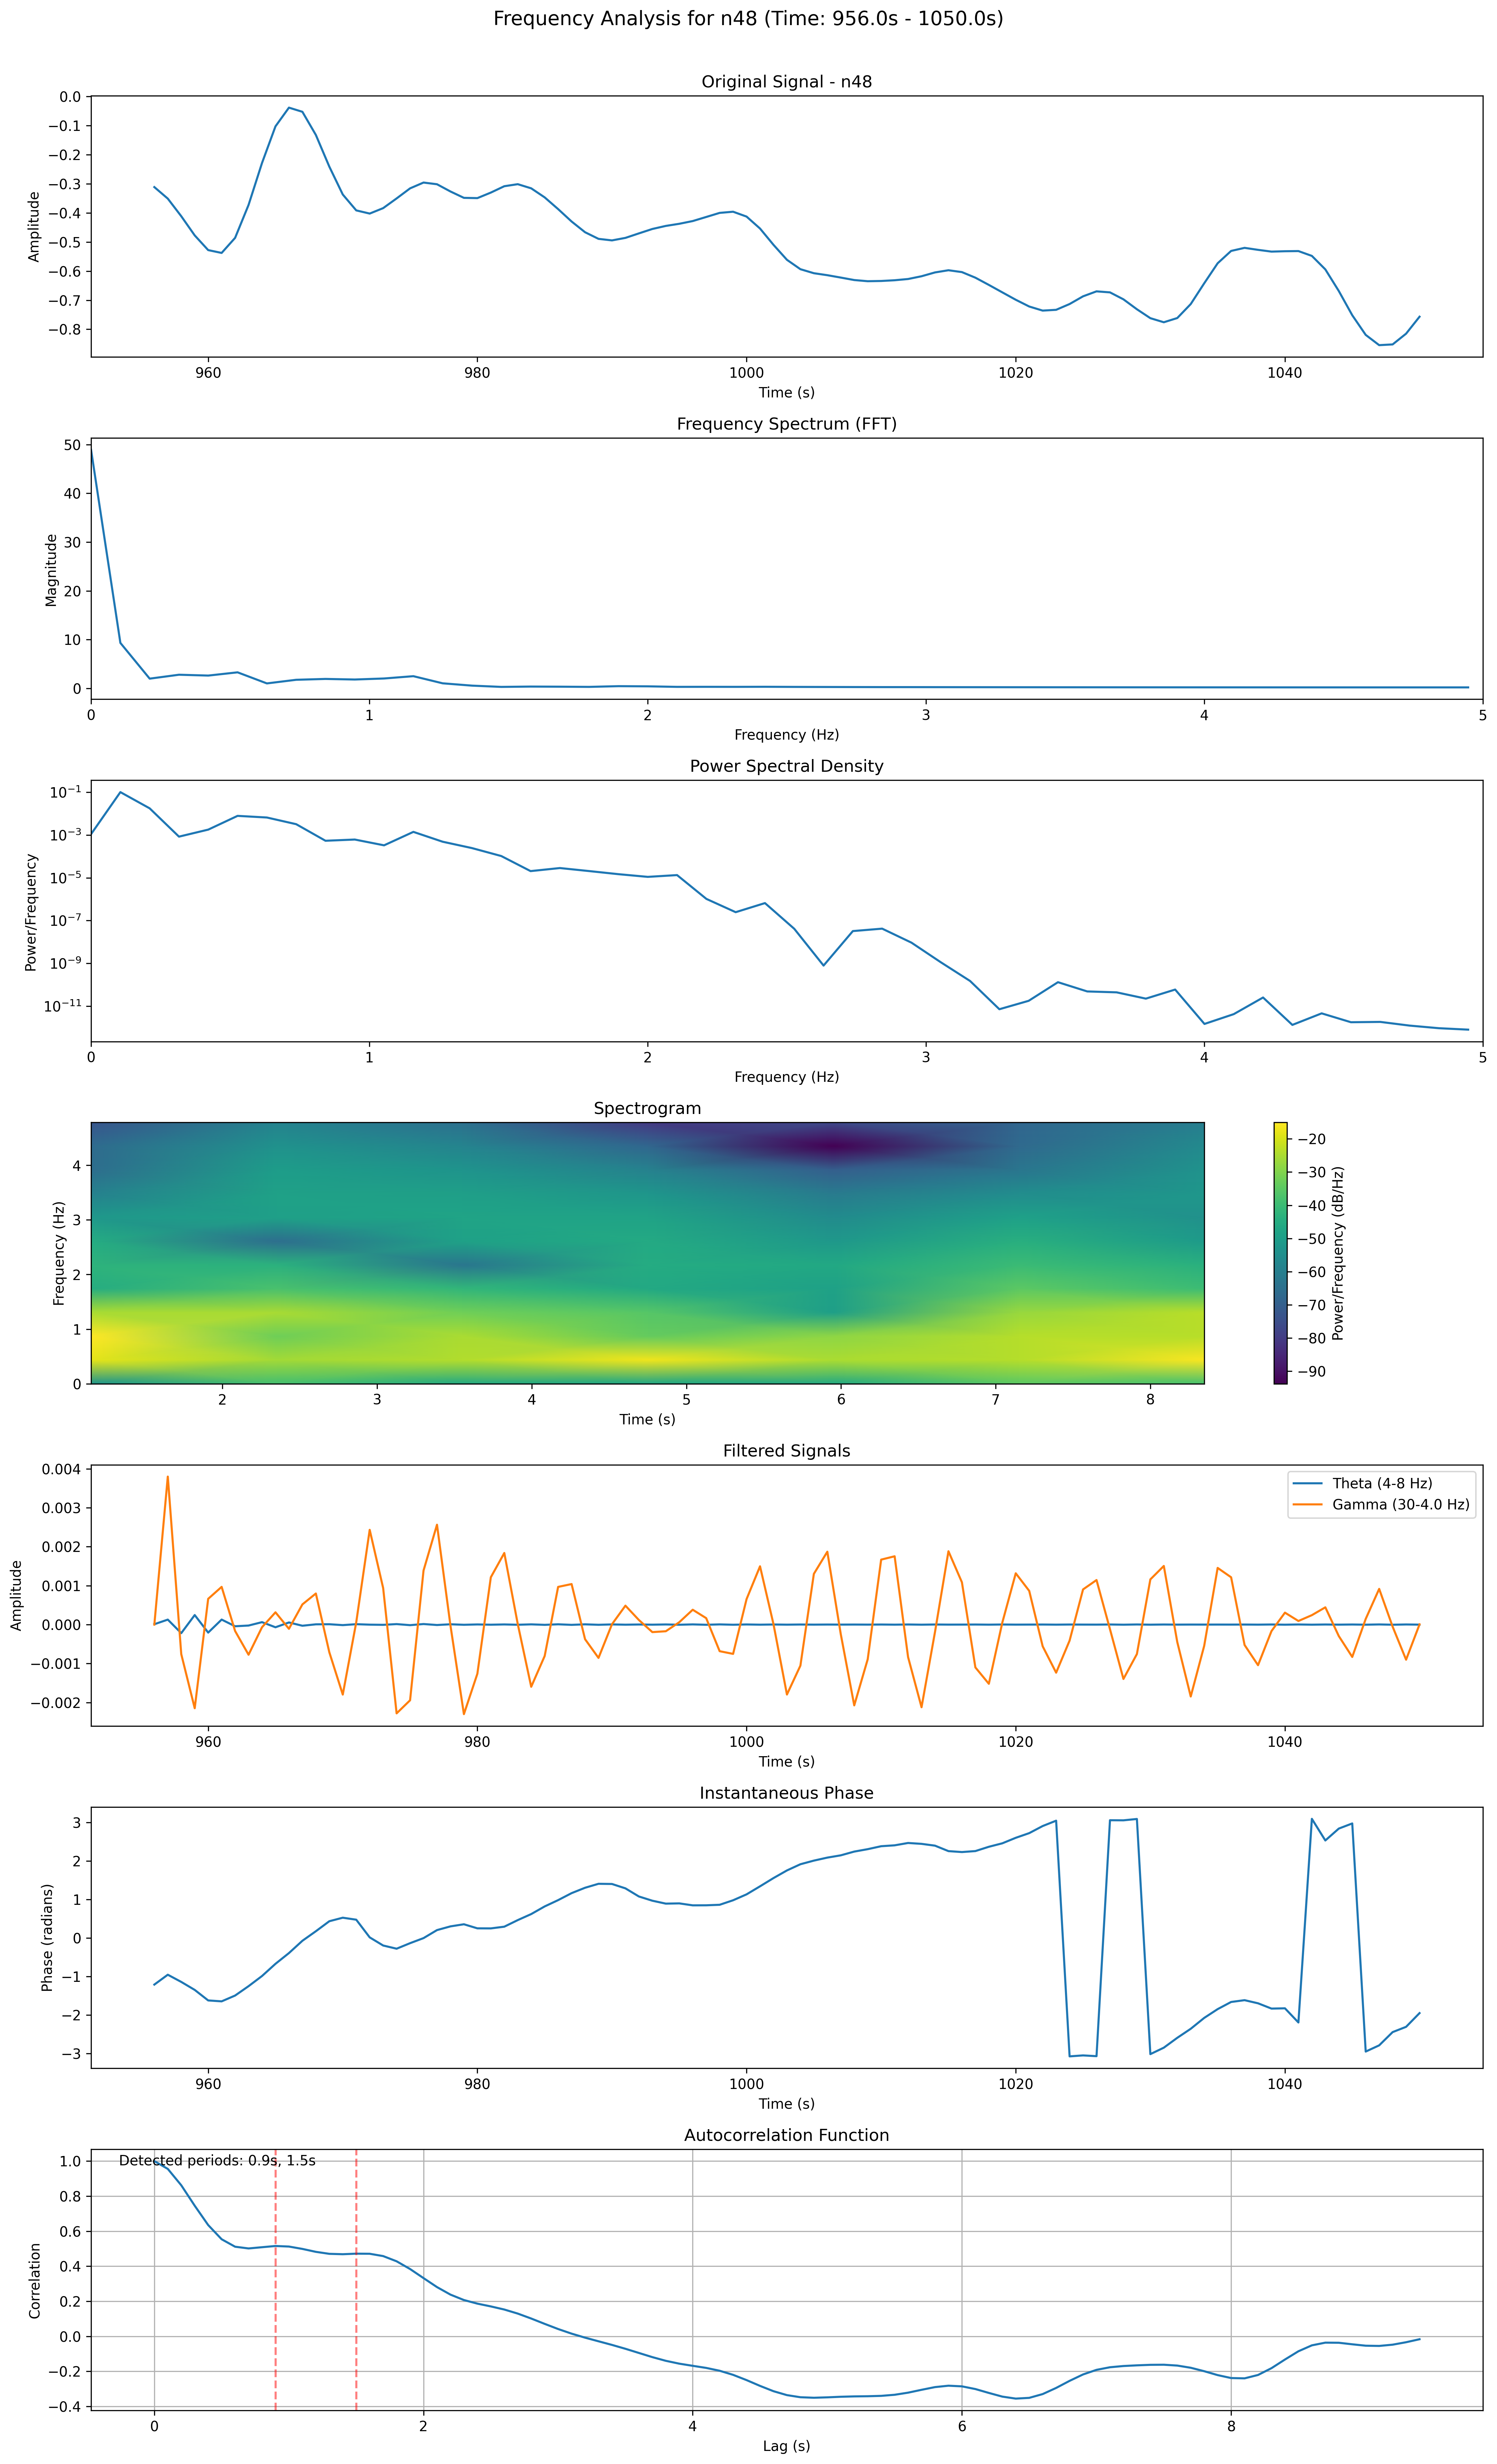 Frequency Analysis for n48 (Time: 956.0s - 1050.0s)
Original Signal - n48
0.0
−0.1
−0.2
−0.3
−0.4
−0.5
−0.6
−0.7
−0.8
Amplitude
960 980 1000 1020 1040
Time (s)
Frequency Spectrum (FFT)
50
40
30
20
10
0
Magnitude
0 1 2 3 4 5
Frequency (Hz)
Power Spectral Density
10⁻¹
10⁻³
10⁻⁵
10⁻⁷
10⁻⁹
10⁻¹¹
Power/Frequency
0 1 2 3 4 5
Frequency (Hz)
Spectrogram
4
3
2
1
0
Frequency (Hz)
2 3 4 5 6 7 8
Time (s)
−20
−30
−40
−50
−60
−70
−80
−90
Power/Frequency (dB/Hz)
Filtered Signals
0.004
0.003
0.002
0.001
0.000
−0.001
−0.002
Amplitude
Theta (4-8 Hz)
Gamma (30-4.0 Hz)
960 980 1000 1020 1040
Time (s)
Instantaneous Phase
3
2
1
0
−1
−2
−3
Phase (radians)
960 980 1000 1020 1040
Time (s)
Autocorrelation Function
Detected periods: 0.9s, 1.5s
1.0
0.8
0.6
0.4
0.2
0.0
−0.2
−0.4
Correlation
0 2 4 6 8
Lag (s)